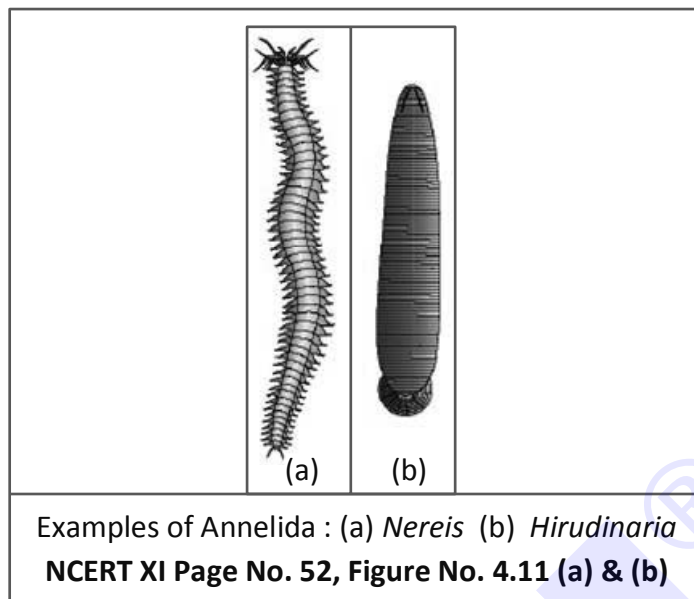 (a) (b)
Examples of Annelida : (a) Nereis (b) Hirudinaria
NCERT XI Page No. 52, Figure No. 4.11 (a) & (b)
®